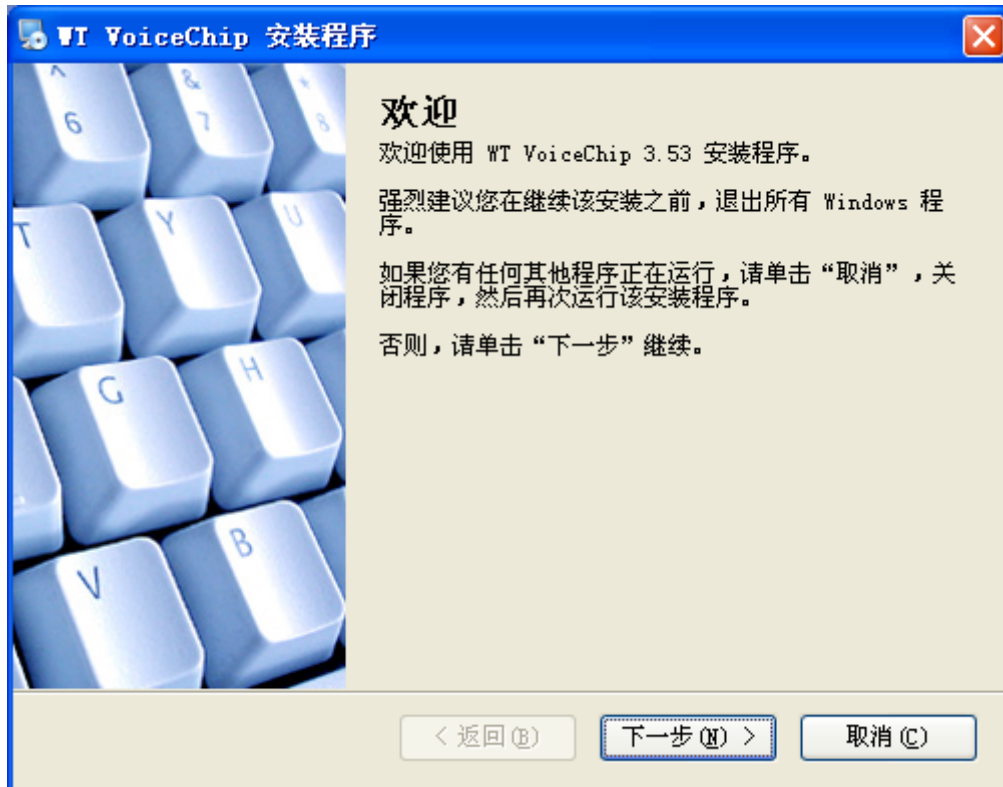 WT VoiceChip 安装程序
欢迎
欢迎使用 WT VoiceChip 3.53 安装程序。
强烈建议您在继续该安装之前，退出所有 Windows 程
序。
如果您有任何其他程序正在运行，请单击“取消”，关
闭程序，然后再次运行该安装程序。
否则，请单击“下一步”继续。
^
6
&
7
*
8
T
Y
U
G
H
V
B
< 返回(B)
下一步(N) >
取消(C)